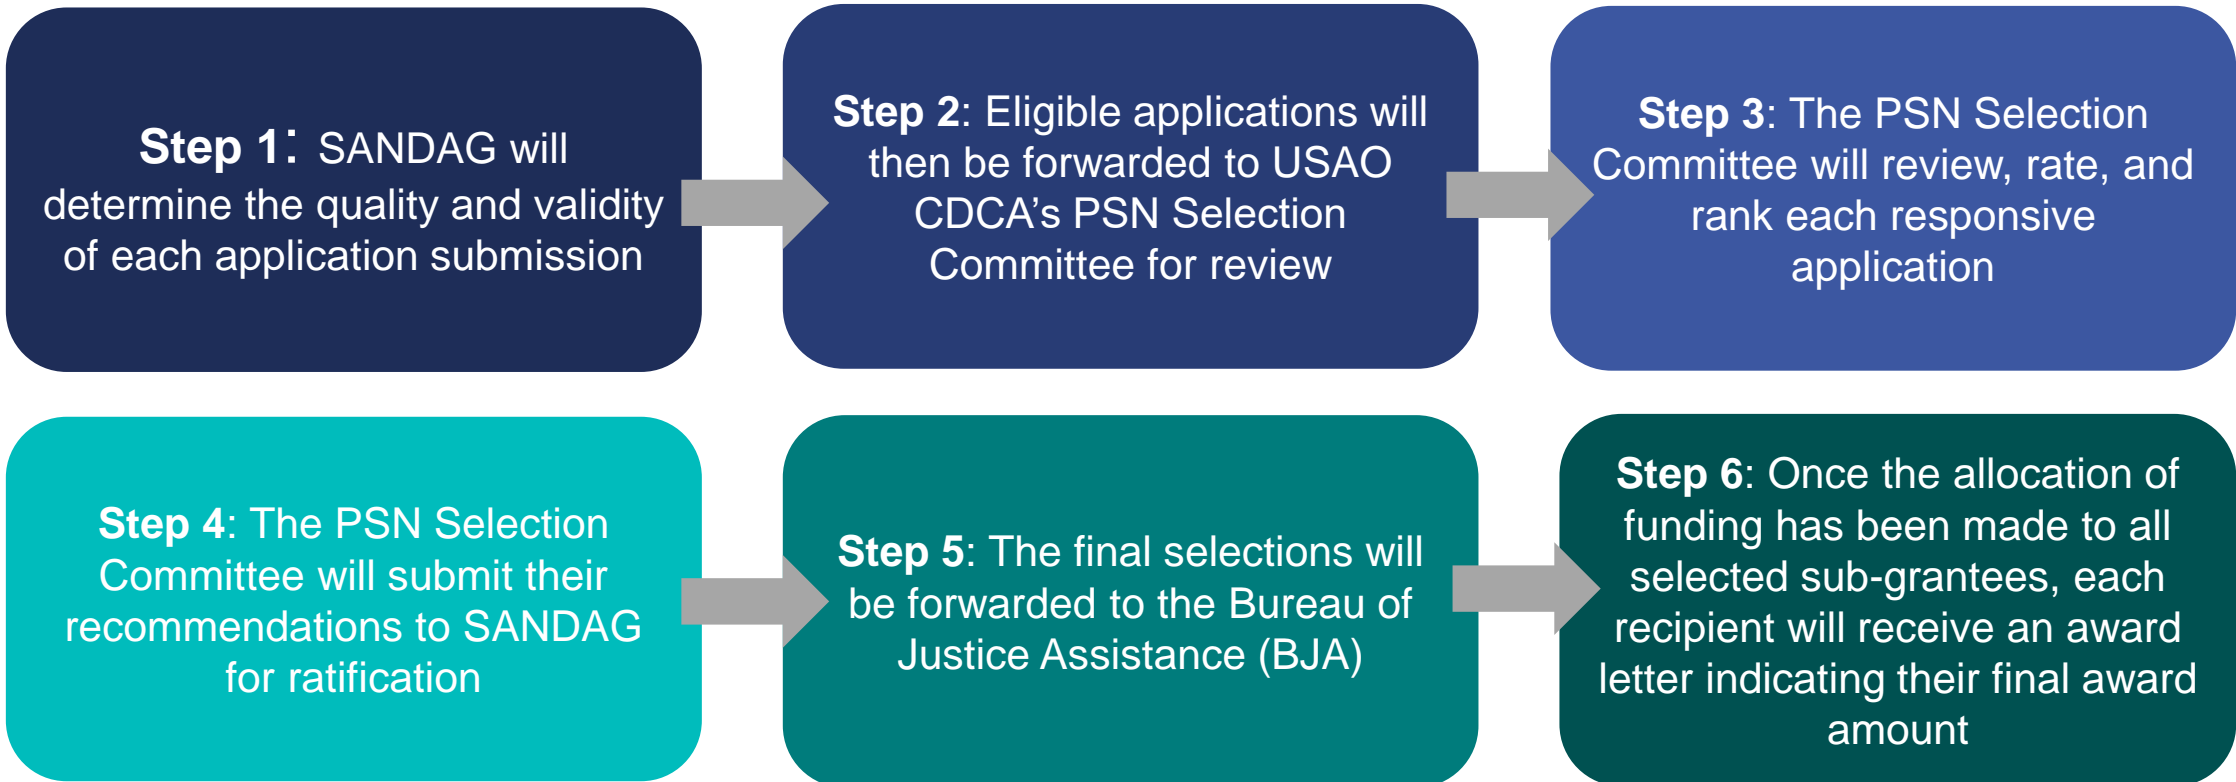 Step 1: SANDAG will
determine the quality and validity
of each application submission
Step 2: Eligible applications will
then be forwarded to USAO
CDCA’s PSN Selection
Committee for review
Step 3: The PSN Selection
Committee will review, rate, and
rank each responsive
application
Step 4: The PSN Selection
Committee will submit their
recommendations to SANDAG
for ratification
Step 5: The final selections will
be forwarded to the Bureau of
Justice Assistance (BJA)
Step 6: Once the allocation of
funding has been made to all
selected sub-grantees, each
recipient will receive an award
letter indicating their final award
amount